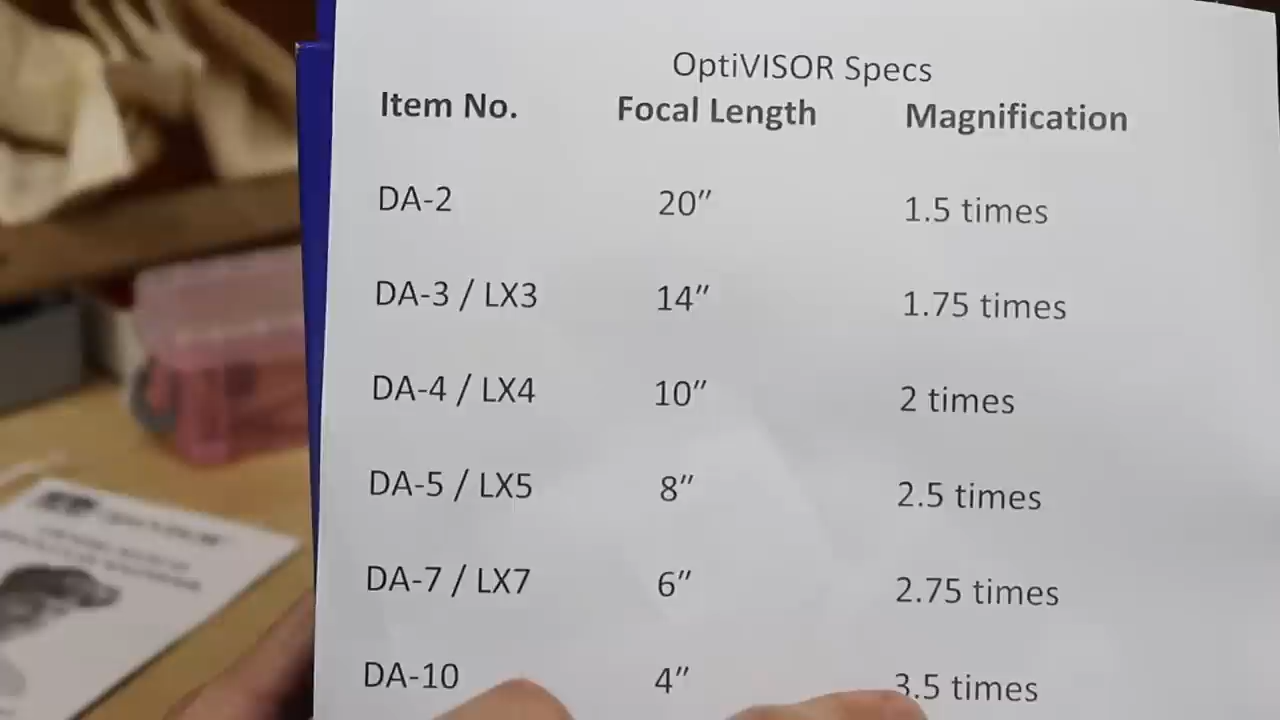 OptiVISOR Specs
Item No. Focal Length Magnification
DA-2 20" 1.5 times
DA-3 / LX3 14" 1.75 times
DA-4 / LX4 10" 2 times
DA-5 / LX5 8" 2.5 times
DA-7 / LX7 6" 2.75 times
DA-10 4" 3.5 times